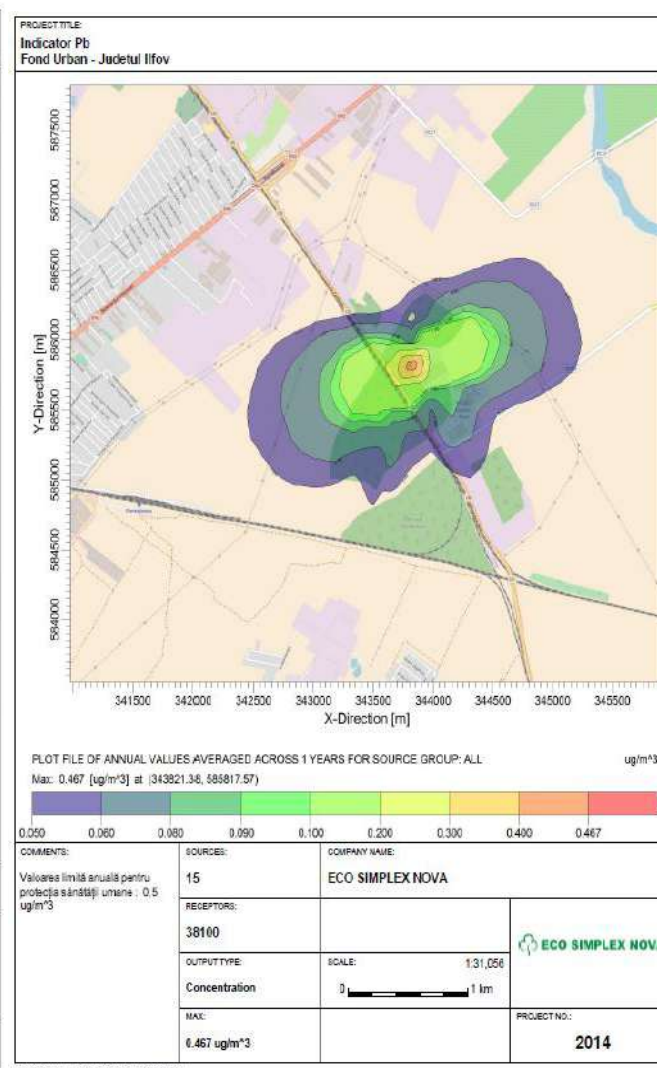 PROJECT TITLE:
Indicator Pb
Fond Urban - Judetul Ilfov
Y-Direction [m]
587500
587000
586500
586000
585500
585000
584500
584000
341500 342000 342500 343000 343500 344000 344500 345000 345500
X-Direction [m]
PLOT FILE OF ANNUAL VALUES AVERAGED ACROSS 1 YEARS FOR SOURCE GROUP: ALL
ug/m^3
Max: 0.467 [ug/m^3] at (343821.38, 585817.57)
0.050 0.060 0.080 0.090 0.100 0.200 0.300 0.400 0.467
COMMENTS:
Valoarea limită anuală pentru
protecția sănătății umane : 0.5
ug/m^3
SOURCES:
15
COMPANY NAME:
ECO SIMPLEX NOVA
RECEPTORS:
38100
OUTPUT TYPE:
Concentration
SCALE:
1:31,056
0 1 km
ECO SIMPLEX NOVA
MAX:
0.467 ug/m^3
PROJECT NO.:
2014